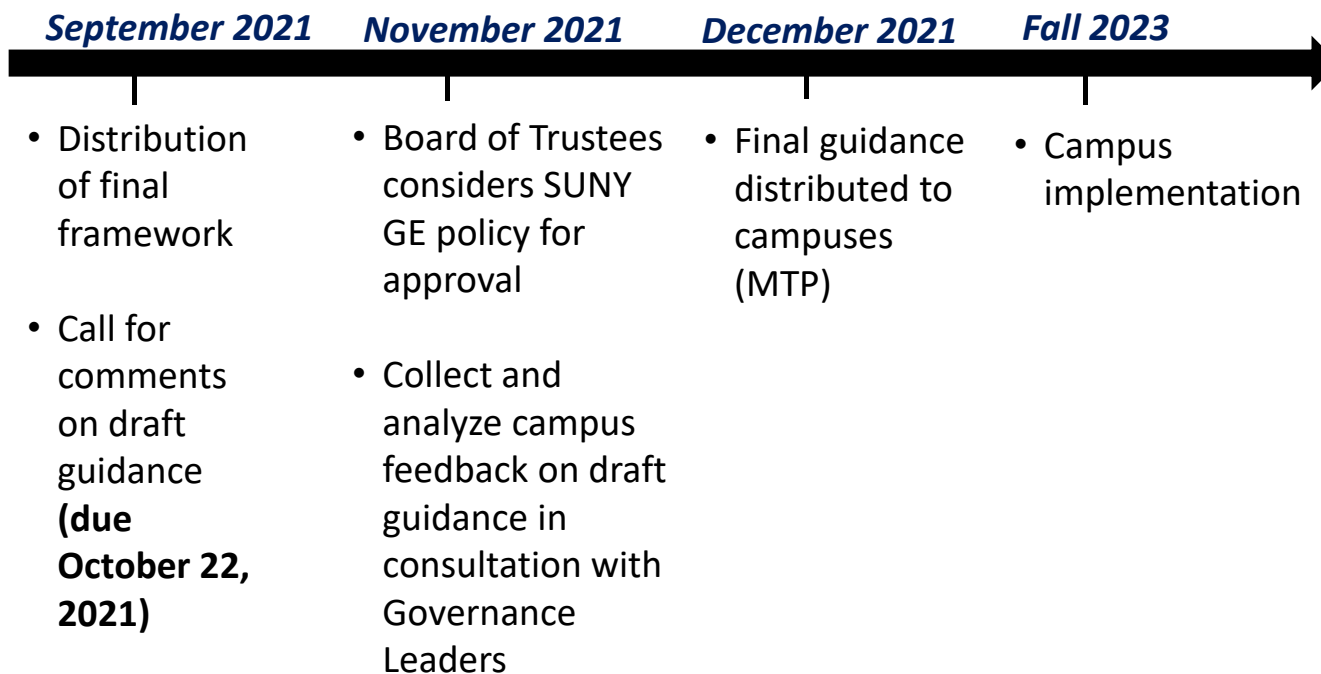 September 2021
November 2021
December 2021
Fall 2023
• Distribution
of final
framework
• Call for
comments
on draft
guidance
(due
October 22,
2021)
• Board of Trustees
considers SUNY
GE policy for
approval
• Collect and
analyze campus
feedback on draft
guidance in
consultation with
Governance
Leaders
• Final guidance
distributed to
campuses
(MTP)
• Campus
implementation